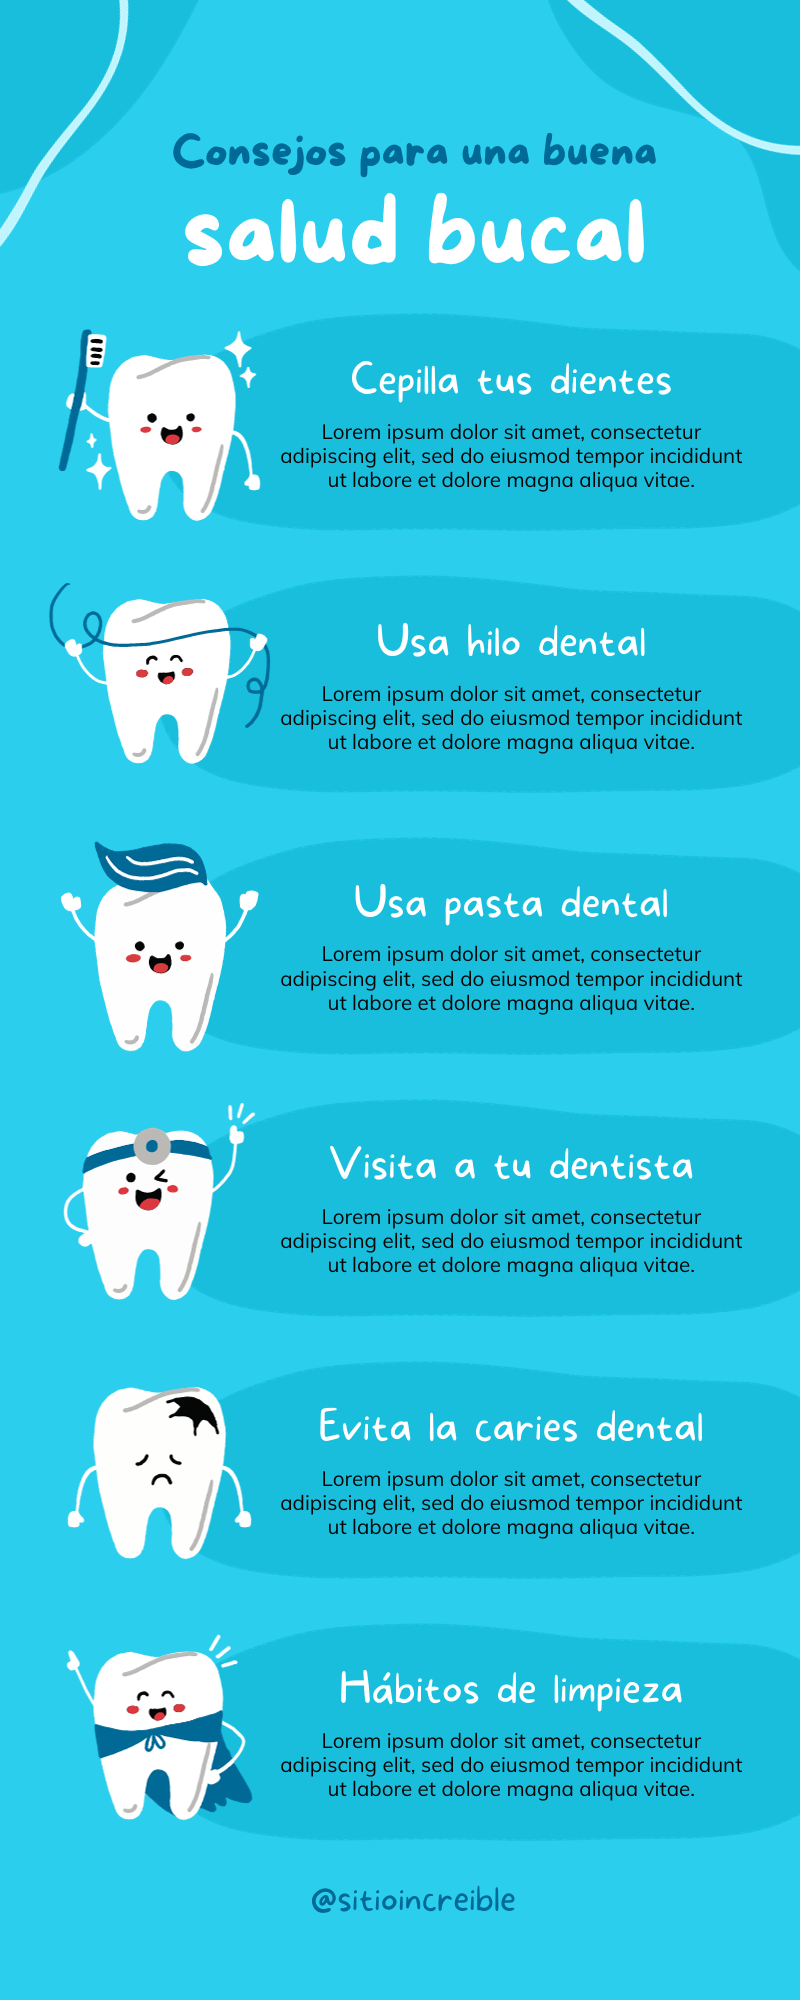 Consejos para una buena
salud bucal
Cepilla tus dientes
Lorem ipsum dolor sit amet, consectetur
adipiscing elit, sed do eiusmod tempor incididunt
ut labore et dolore magna aliqua vitae.
Usa hilo dental
Lorem ipsum dolor sit amet, consectetur
adipiscing elit, sed do eiusmod tempor incididunt
ut labore et dolore magna aliqua vitae.
Usa pasta dental
Lorem ipsum dolor sit amet, consectetur
adipiscing elit, sed do eiusmod tempor incididunt
ut labore et dolore magna aliqua vitae.
Visita a tu dentista
Lorem ipsum dolor sit amet, consectetur
adipiscing elit, sed do eiusmod tempor incididunt
ut labore et dolore magna aliqua vitae.
Evita la caries dental
Lorem ipsum dolor sit amet, consectetur
adipiscing elit, sed do eiusmod tempor incididunt
ut labore et dolore magna aliqua vitae.
Hábitos de limpieza
Lorem ipsum dolor sit amet, consectetur
adipiscing elit, sed do eiusmod tempor incididunt
ut labore et dolore magna aliqua vitae.
@sitioincreible